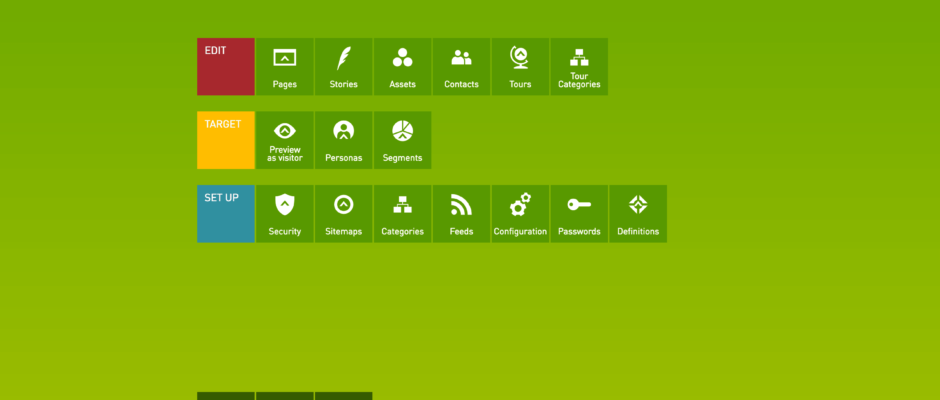 EDIT
Pages
Stories
Assets
Contacts
Tours
Tour
Categories
TARGET
Preview
as visitor
Personas
Segments
SET UP
Security
Sitemaps
Categories
Feeds
Configuration
Passwords
Definitions